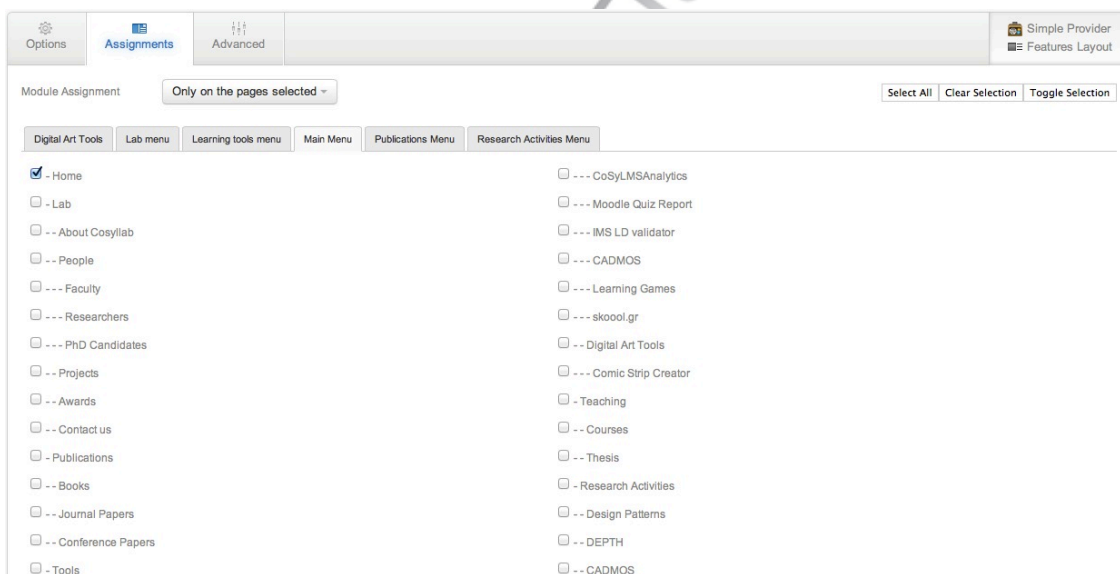 Options
Assignments
Advanced
Simple Provider
Features Layout
Module Assignment
Only on the pages selected
Select All
Clear Selection
Toggle Selection
Digital Art Tools
Lab menu
Learning tools menu
Main Menu
Publications Menu
Research Activities Menu
- Home
- Lab
- - About Cosyllab
- - People
- - - Faculty
- - - Researchers
- - - PhD Candidates
- - Projects
- - Awards
- - Contact us
- Publications
- - Books
- - Journal Papers
- - Conference Papers
- Tools
- - - CoSyLMSAnalytics
- - - Moodle Quiz Report
- - - IMS LD validator
- - - CADMOS
- - - Learning Games
- - - skoool.gr
- - Digital Art Tools
- - - Comic Strip Creator
- Teaching
- - Courses
- - Thesis
- Research Activities
- - Design Patterns
- - DEPTH
- - CADMOS